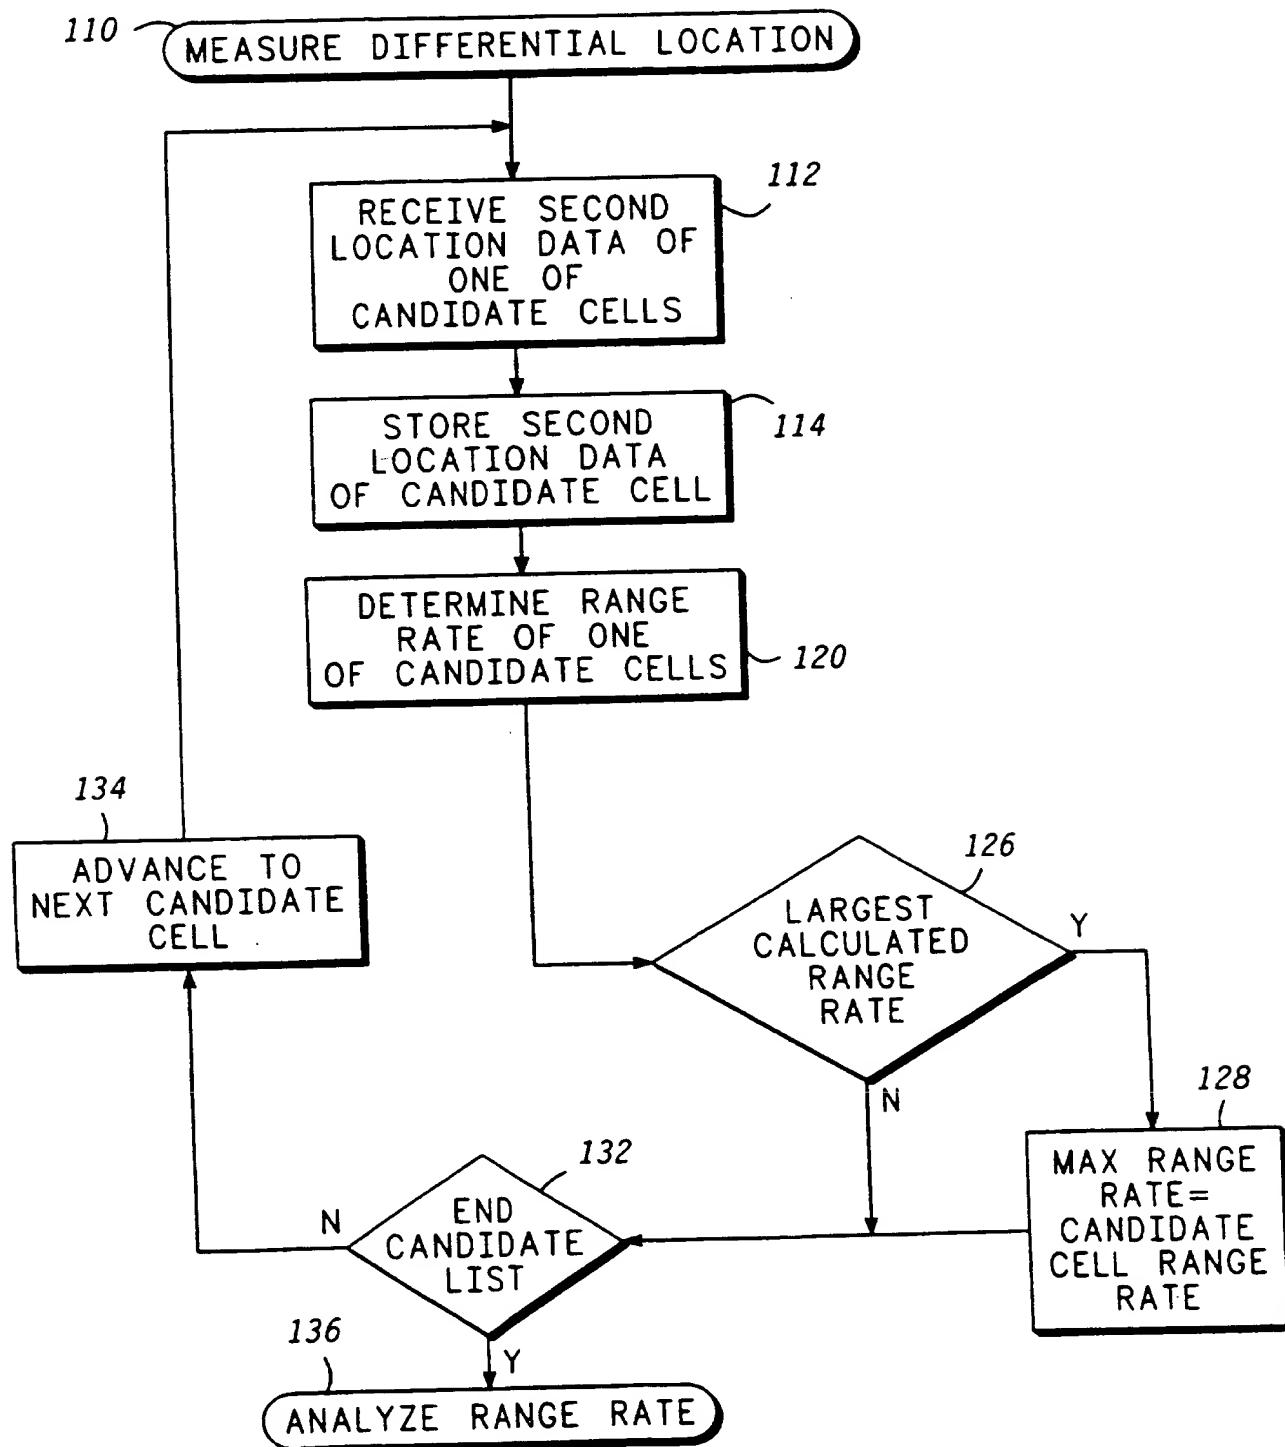 110
MEASURE DIFFERENTIAL LOCATION
112
RECEIVE SECOND
LOCATION DATA OF
ONE OF
CANDIDATE CELLS
114
STORE SECOND
LOCATION DATA
OF CANDIDATE CELL
120
DETERMINE RANGE
RATE OF ONE
OF CANDIDATE CELLS
134
ADVANCE TO
NEXT CANDIDATE
CELL
126
LARGEST
CALCULATED
RANGE
RATE
Y
N
128
MAX RANGE
RATE=
CANDIDATE
CELL RANGE
RATE
132
END
CANDIDATE
LIST
N
Y
136
ANALYZE RANGE RATE